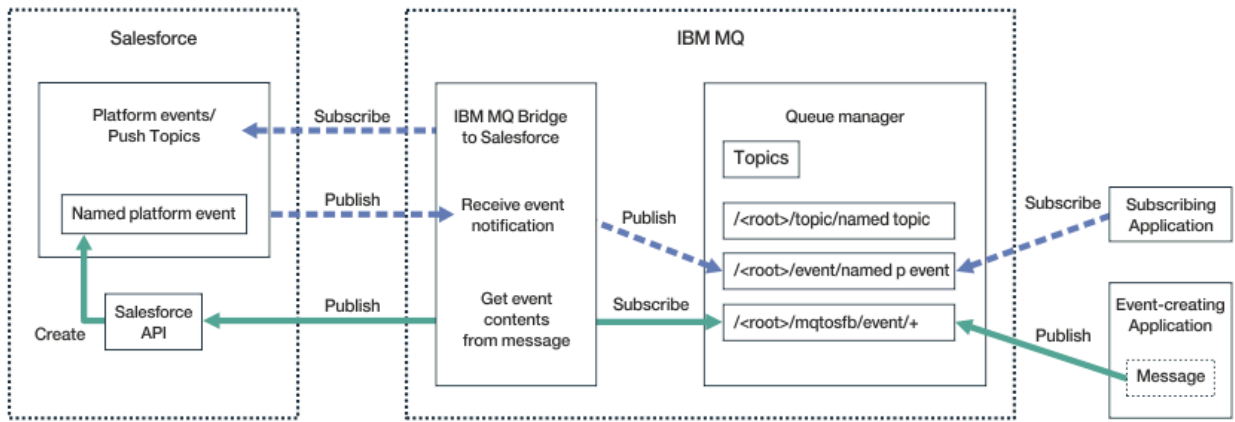 Salesforce
IBM MQ
Platform events/
Push Topics
Subscribe
IBM MQ Bridge
to Salesforce
Queue manager
Topics
Named platform event
Publish
Receive event
notification
Publish
/<root>/topic/named topic
Subscribe
Subscribing
Application
/<root>/event/named p event
Create
Salesforce
API
Publish
Get event
contents
from message
Subscribe
/<root>/mqtosfb/event/+
Publish
Event-creating
Application
Message